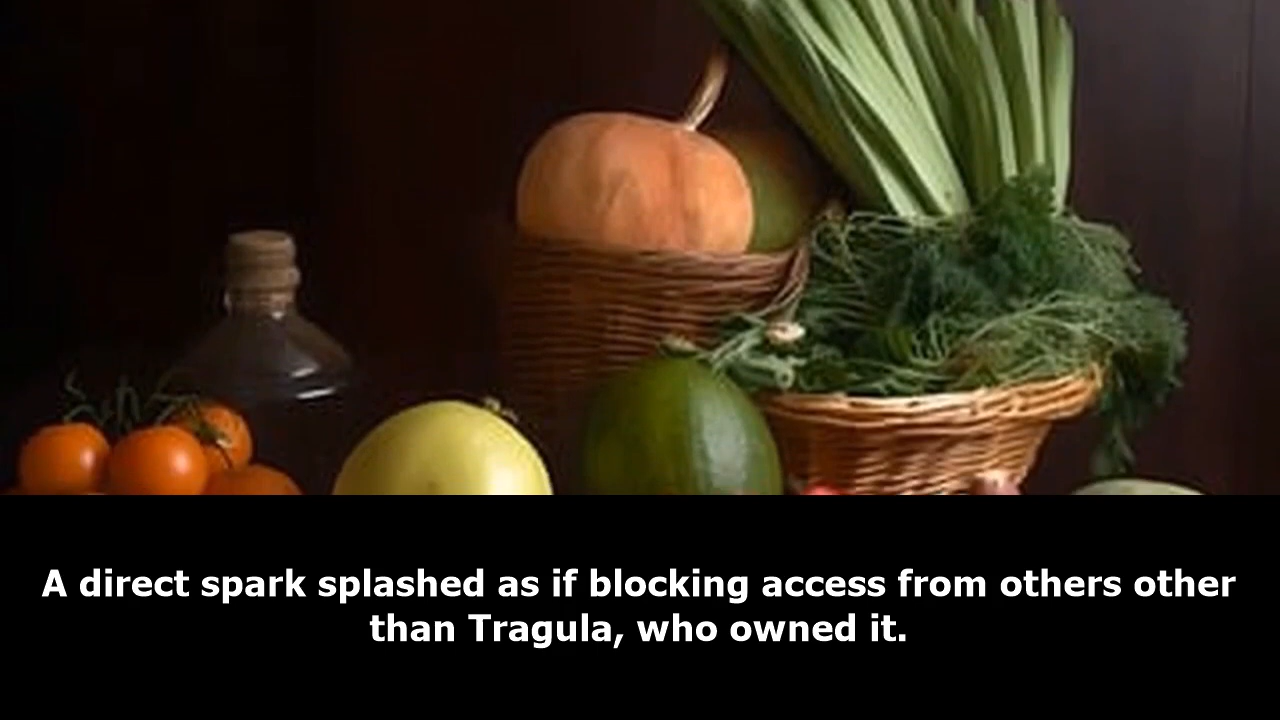 A direct spark splashed as if blocking access from others other
than Tragula, who owned it.